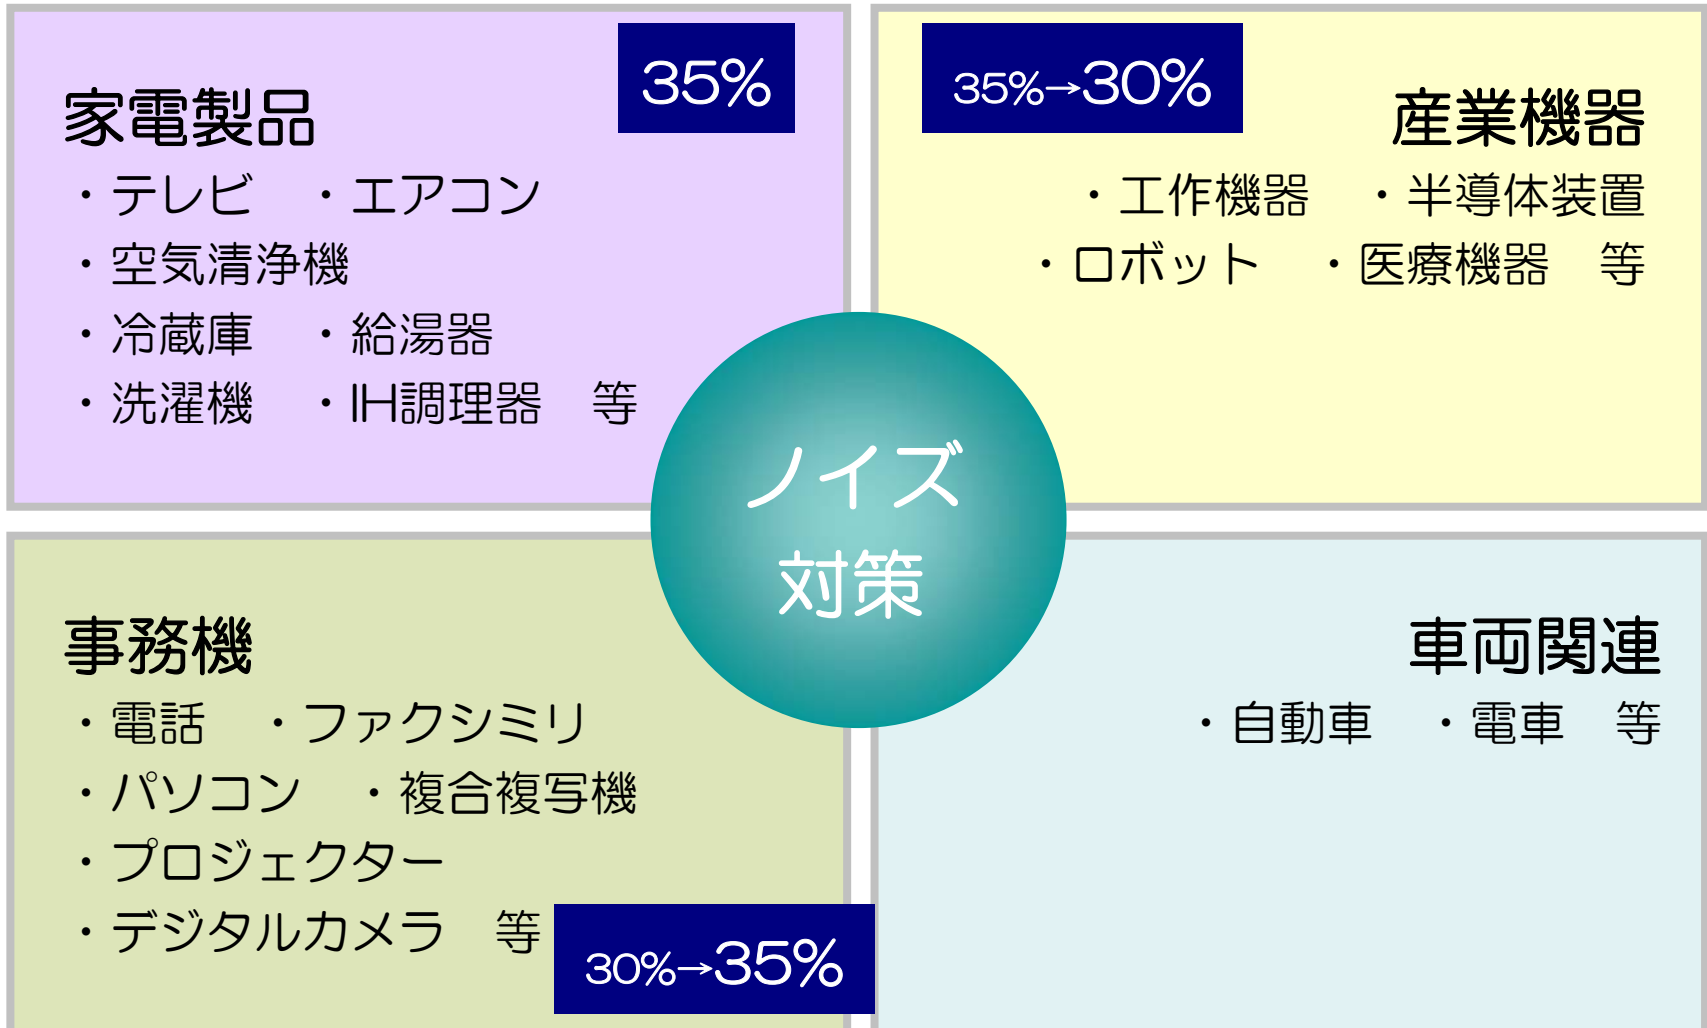 家電製品
35%
・テレビ　・エアコン
・空気清浄機
・冷蔵庫　・給湯器
・洗濯機　・IH調理器　等
35%→30%
産業機器
・工作機器　・半導体装置
・ロボット　・医療機器　等
ノイズ
対策
事務機
・電話　・ファクシミリ
・パソコン　・複合複写機
・プロジェクター
・デジタルカメラ　等
30%→35%
車両関連
・自動車　・電車　等